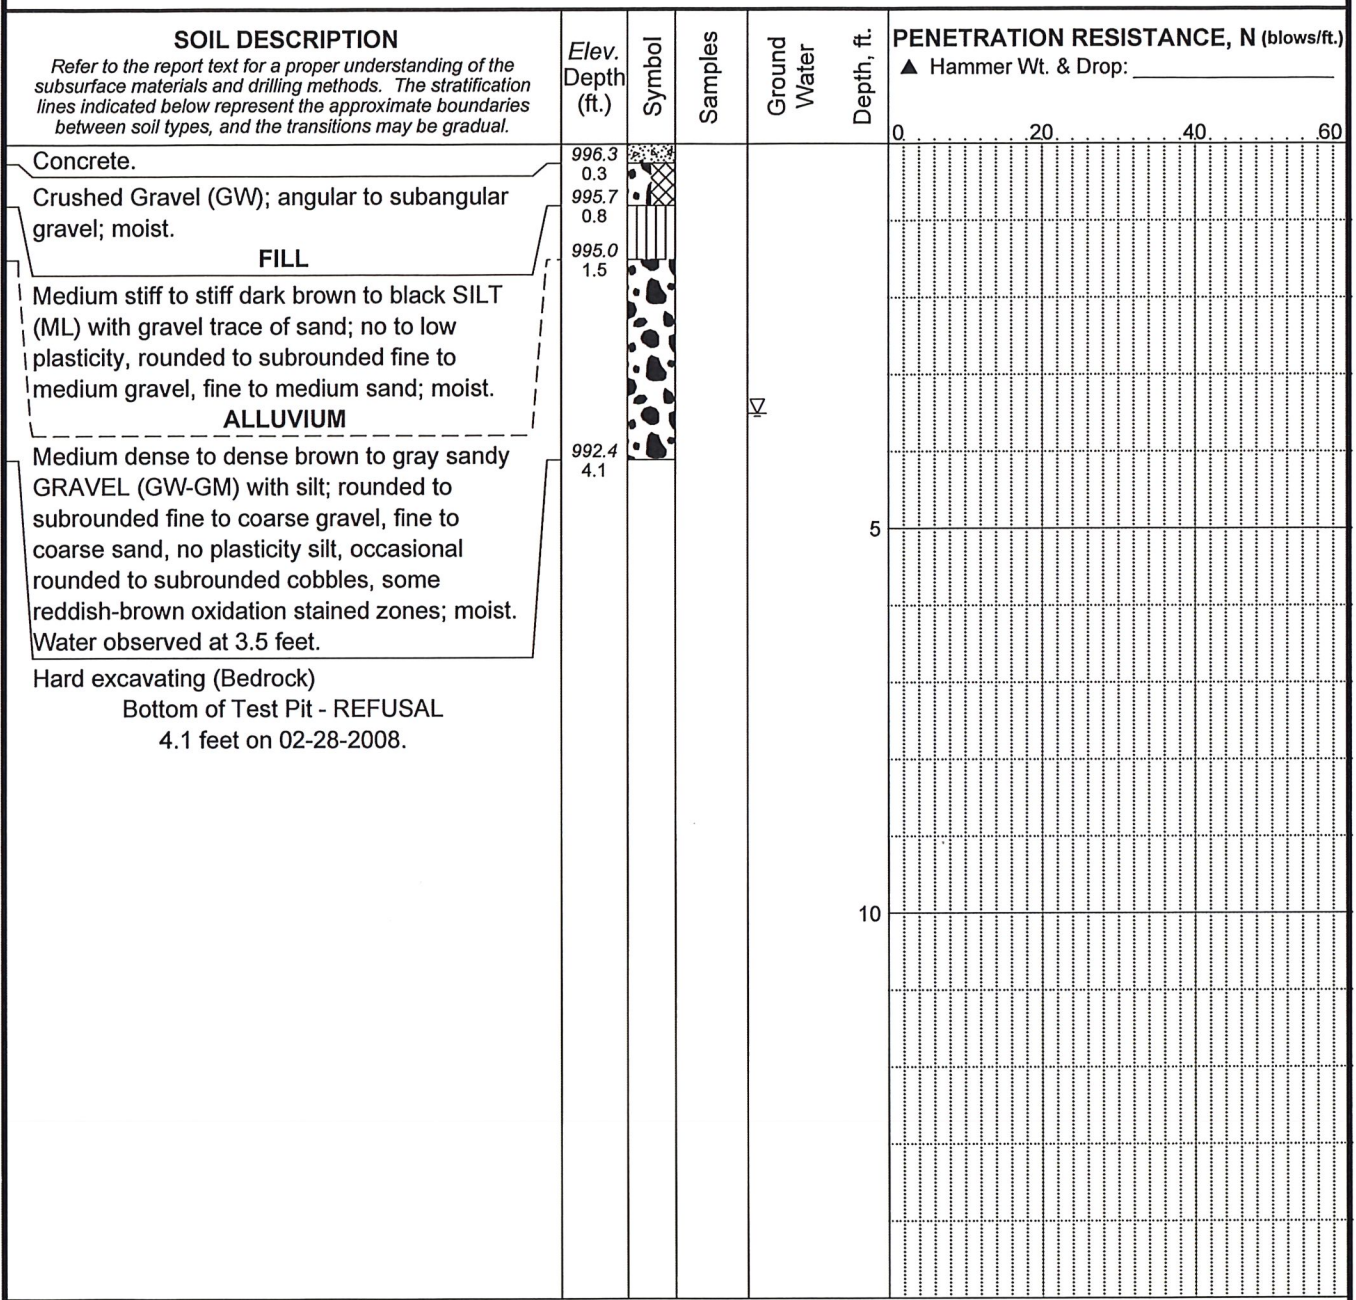 SOIL DESCRIPTION
Refer to the report text for a proper understanding of the
subsurface materials and drilling methods. The stratification
lines indicated below represent the approximate boundaries
between soil types, and the transitions may be gradual.
Elev.
Depth
(ft.)
Symbol
Samples
Ground
Water
Depth, ft.
PENETRATION RESISTANCE, N (blows/ft.)
▲ Hammer Wt. & Drop:
0 20 40 60
Concrete.
996.3
0.3
Crushed Gravel (GW); angular to subangular
gravel; moist.
FILL
995.7
0.8
Medium stiff to stiff dark brown to black SILT
(ML) with gravel trace of sand; no to low
plasticity, rounded to subrounded fine to
medium gravel, fine to medium sand; moist.
ALLUVIUM
995.0
1.5
Medium dense to dense brown to gray sandy
GRAVEL (GW-GM) with silt; rounded to
subrounded fine to coarse gravel, fine to
coarse sand, no plasticity silt, occasional
rounded to subrounded cobbles, some
reddish-brown oxidation stained zones; moist.
Water observed at 3.5 feet.
992.4
4.1
Hard excavating (Bedrock)
Bottom of Test Pit - REFUSAL
4.1 feet on 02-28-2008.
5
10